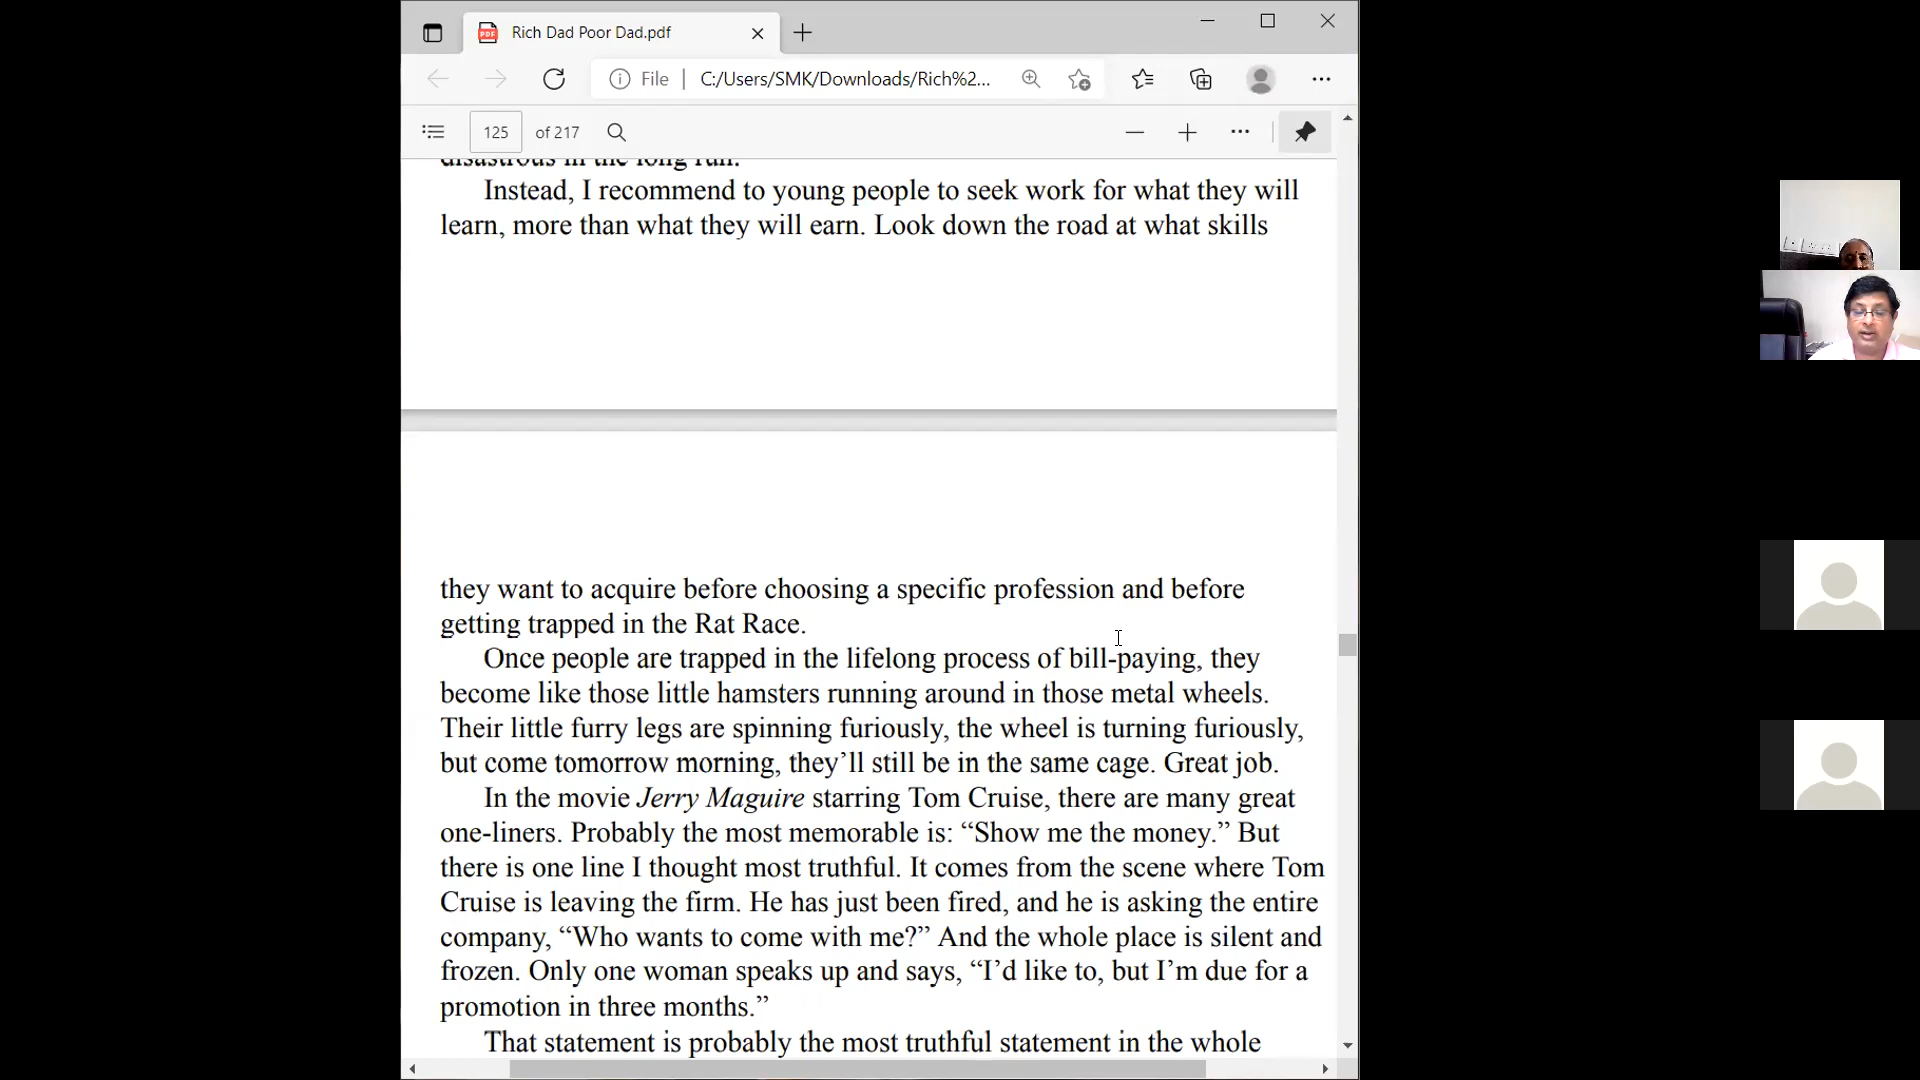 Rich Dad Poor Dad.pdf
File | C:/Users/SMK/Downloads/Rich%2...
125 of 217
disastrous in the long run.
Instead, I recommend to young people to seek work for what they will
learn, more than what they will earn. Look down the road at what skills
they want to acquire before choosing a specific profession and before
getting trapped in the Rat Race.
Once people are trapped in the lifelong process of bill-paying, they
become like those little hamsters running around in those metal wheels.
Their little furry legs are spinning furiously, the wheel is turning furiously,
but come tomorrow morning, they’ll still be in the same cage. Great job.
In the movie Jerry Maguire starring Tom Cruise, there are many great
one-liners. Probably the most memorable is: “Show me the money.” But
there is one line I thought most truthful. It comes from the scene where Tom
Cruise is leaving the firm. He has just been fired, and he is asking the entire
company, “Who wants to come with me?” And the whole place is silent and
frozen. Only one woman speaks up and says, “I’d like to, but I’m due for a
promotion in three months.”
That statement is probably the most truthful statement in the whole